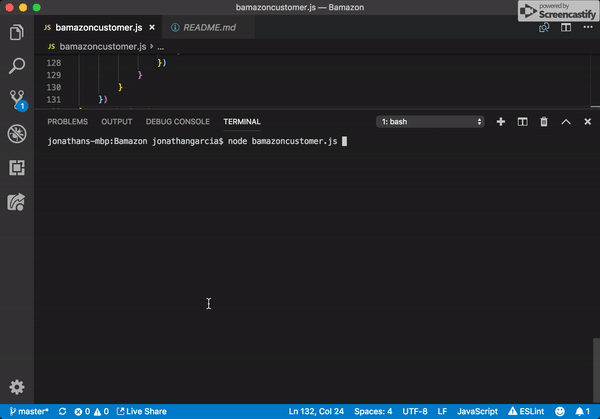 bamazoncustomer.js — Bamazon
powered by
Screencastify
JS bamazoncustomer.js ×
README.md
JS bamazoncustomer.js › ...
128 })
129 }
130 }
131 })
PROBLEMS OUTPUT DEBUG CONSOLE TERMINAL 1: bash
jonathans-mbp:Bamazon jonathangarcia$ node bamazoncustomer.js
1
master* 0 0 Live Share Ln 132, Col 24 Spaces: 4 UTF-8 LF JavaScript ESLint 1